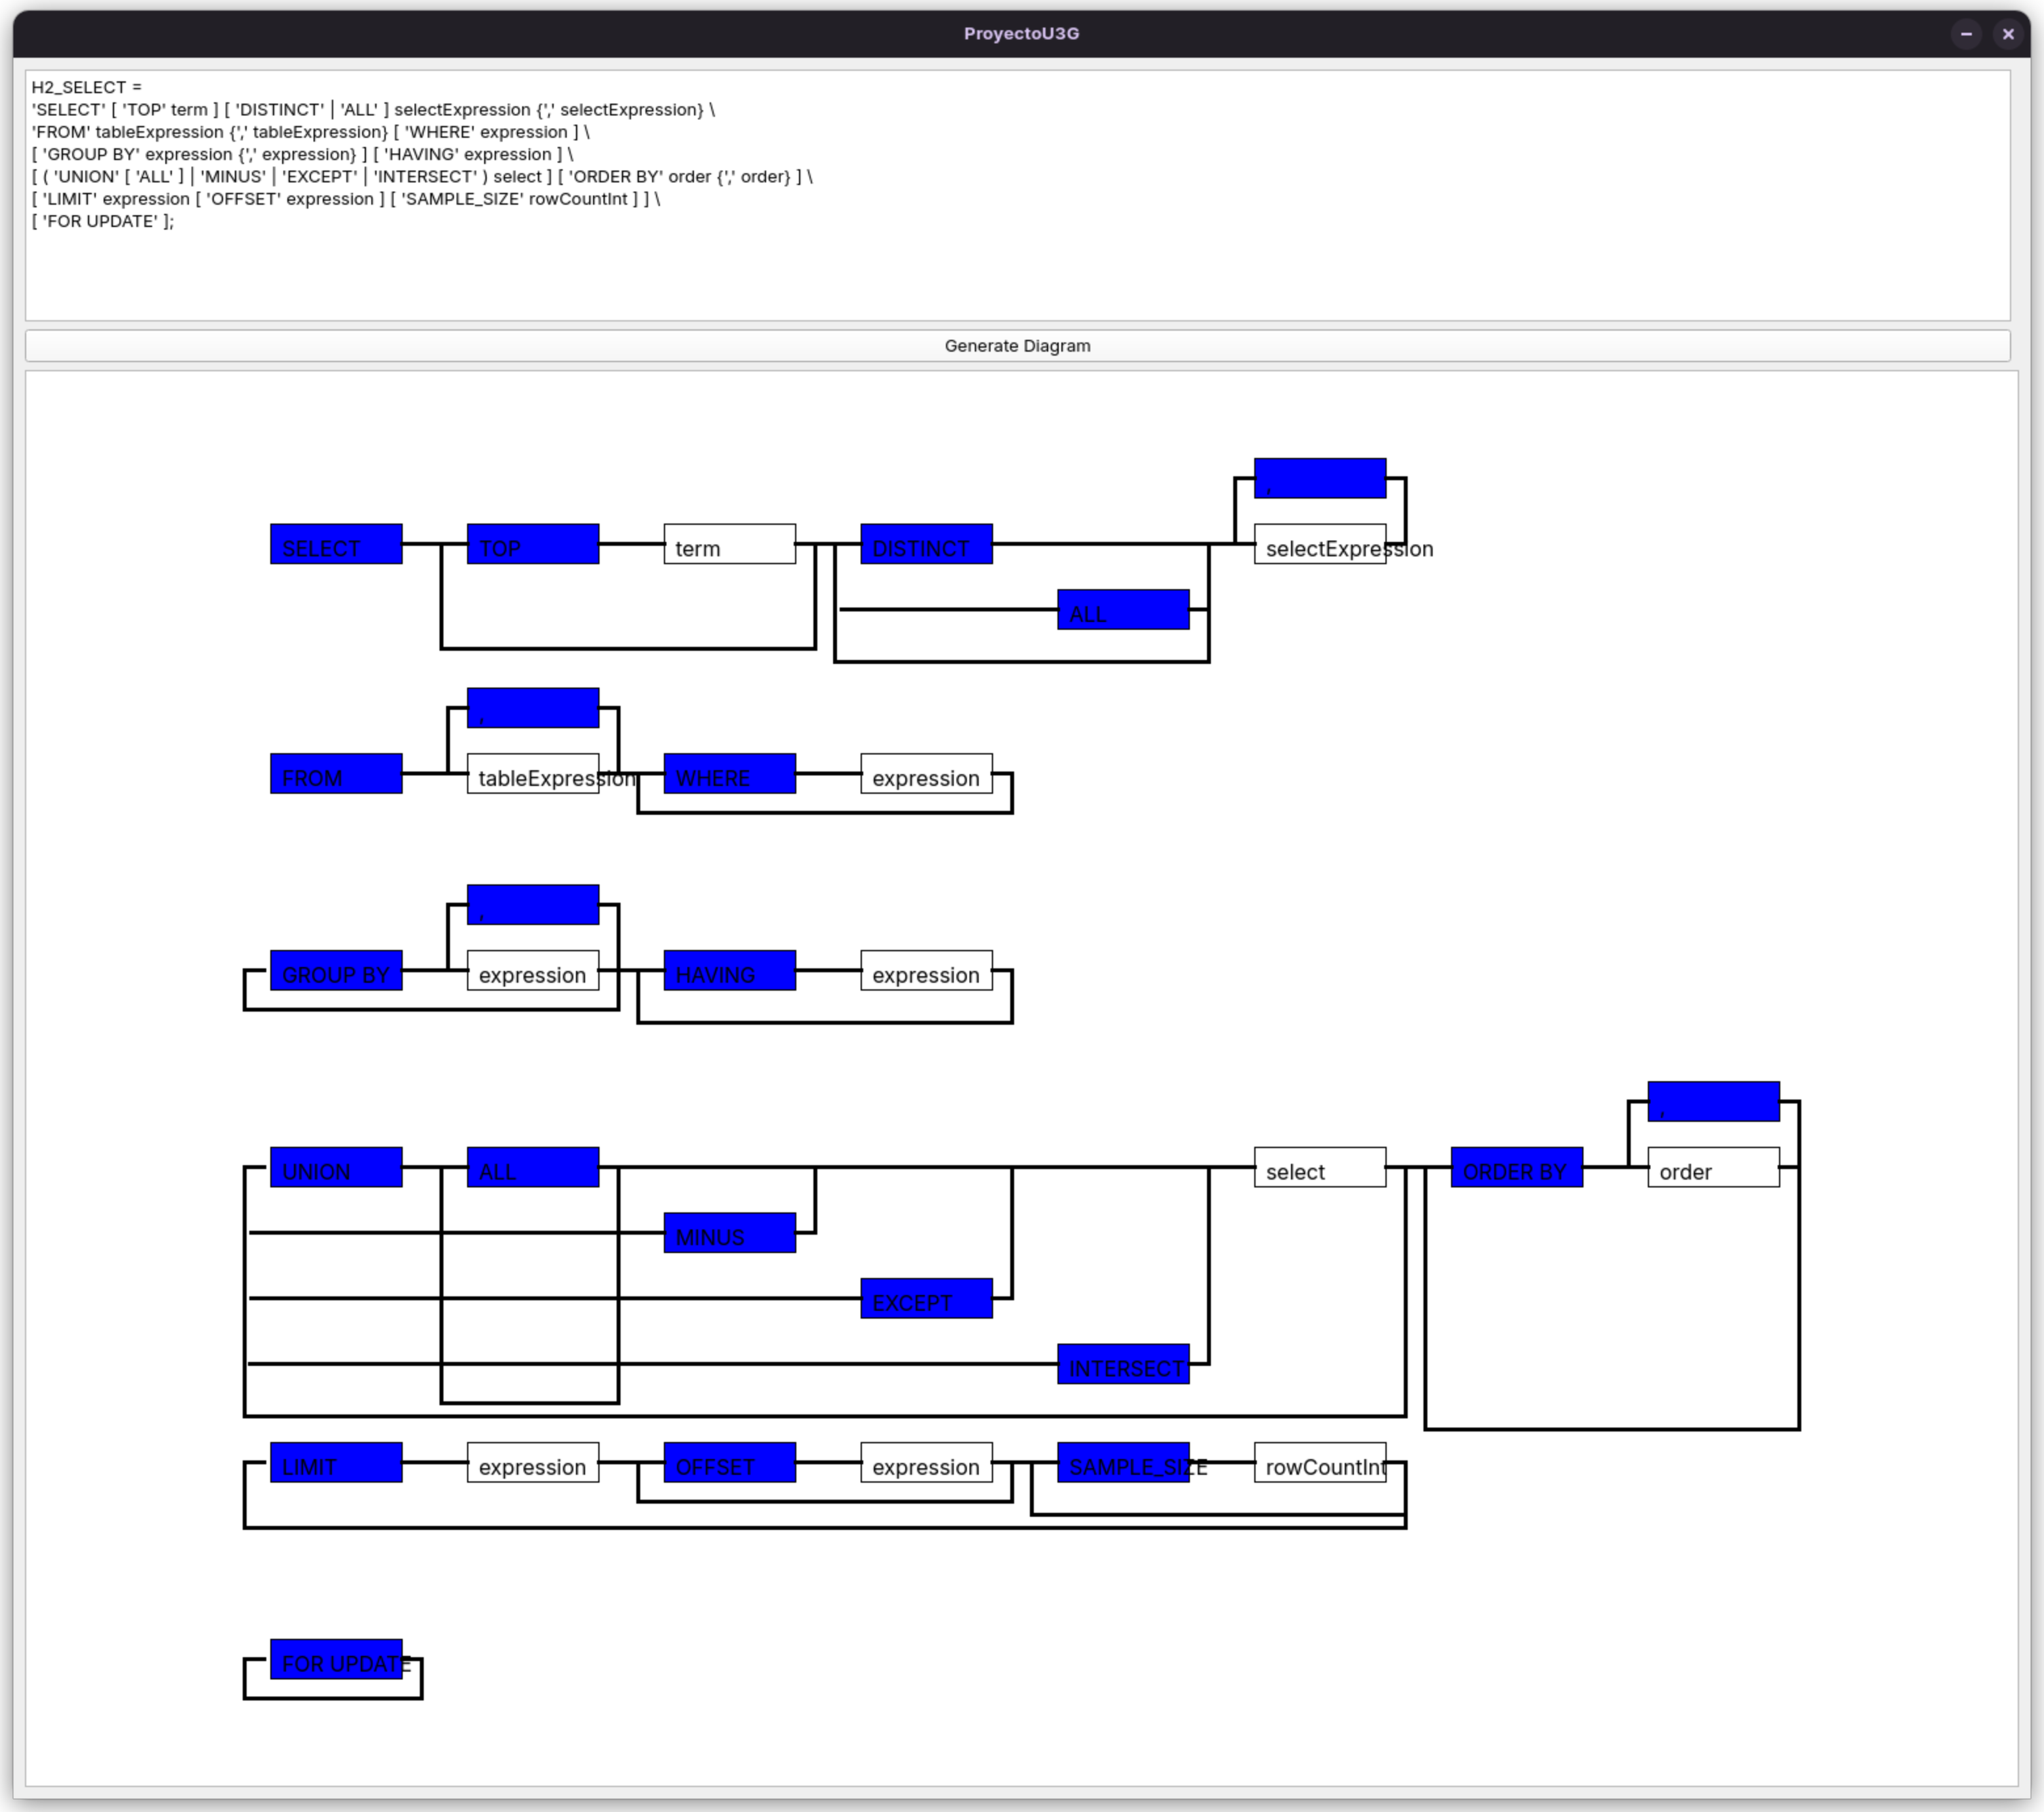 ProyectoU3G
H2_SELECT =
'SELECT' [ 'TOP' term ] [ 'DISTINCT' | 'ALL' ] selectExpression {',' selectExpression} \
'FROM' tableExpression {',' tableExpression} [ 'WHERE' expression ] \
[ 'GROUP BY' expression {',' expression} ] [ 'HAVING' expression ] \
[ ( 'UNION' [ 'ALL' ] | 'MINUS' | 'EXCEPT' | 'INTERSECT' ) select ] [ 'ORDER BY' order {',' order} ] \
[ 'LIMIT' expression [ 'OFFSET' expression ] [ 'SAMPLE_SIZE' rowCountInt ] ] \
[ 'FOR UPDATE' ];
Generate Diagram
,
SELECT TOP term DISTINCT selectExpression
ALL
,
FROM tableExpression WHERE expression
,
GROUP BY expression HAVING expression
,
UNION ALL select ORDER BY order
MINUS
EXCEPT
INTERSECT
LIMIT expression OFFSET expression SAMPLE_SIZE rowCountInt
FOR UPDATE